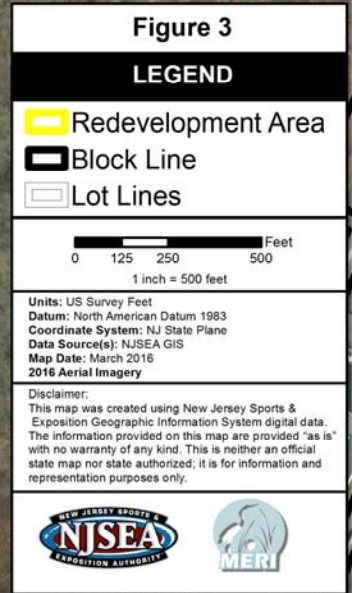 Figure 3
LEGEND
Redevelopment Area
Block Line
Lot Lines
Feet
0 125 250 500
1 inch = 500 feet
Units: US Survey Feet
Datum: North American Datum 1983
Coordinate System: NJ State Plane
Data Source(s): NJSEA GIS
Map Date: March 2016
2016 Aerial Imagery
Disclaimer:
This map was created using New Jersey Sports &
Exposition Geographic Information System digital data.
The information provided on this map are provided "as is"
with no warranty of any kind. This is neither an official
state map nor state authorized; it is for information and
representation purposes only.
NEW JERSEY SPORTS &
NJSEA
EXPOSITION AUTHORITY
MERI